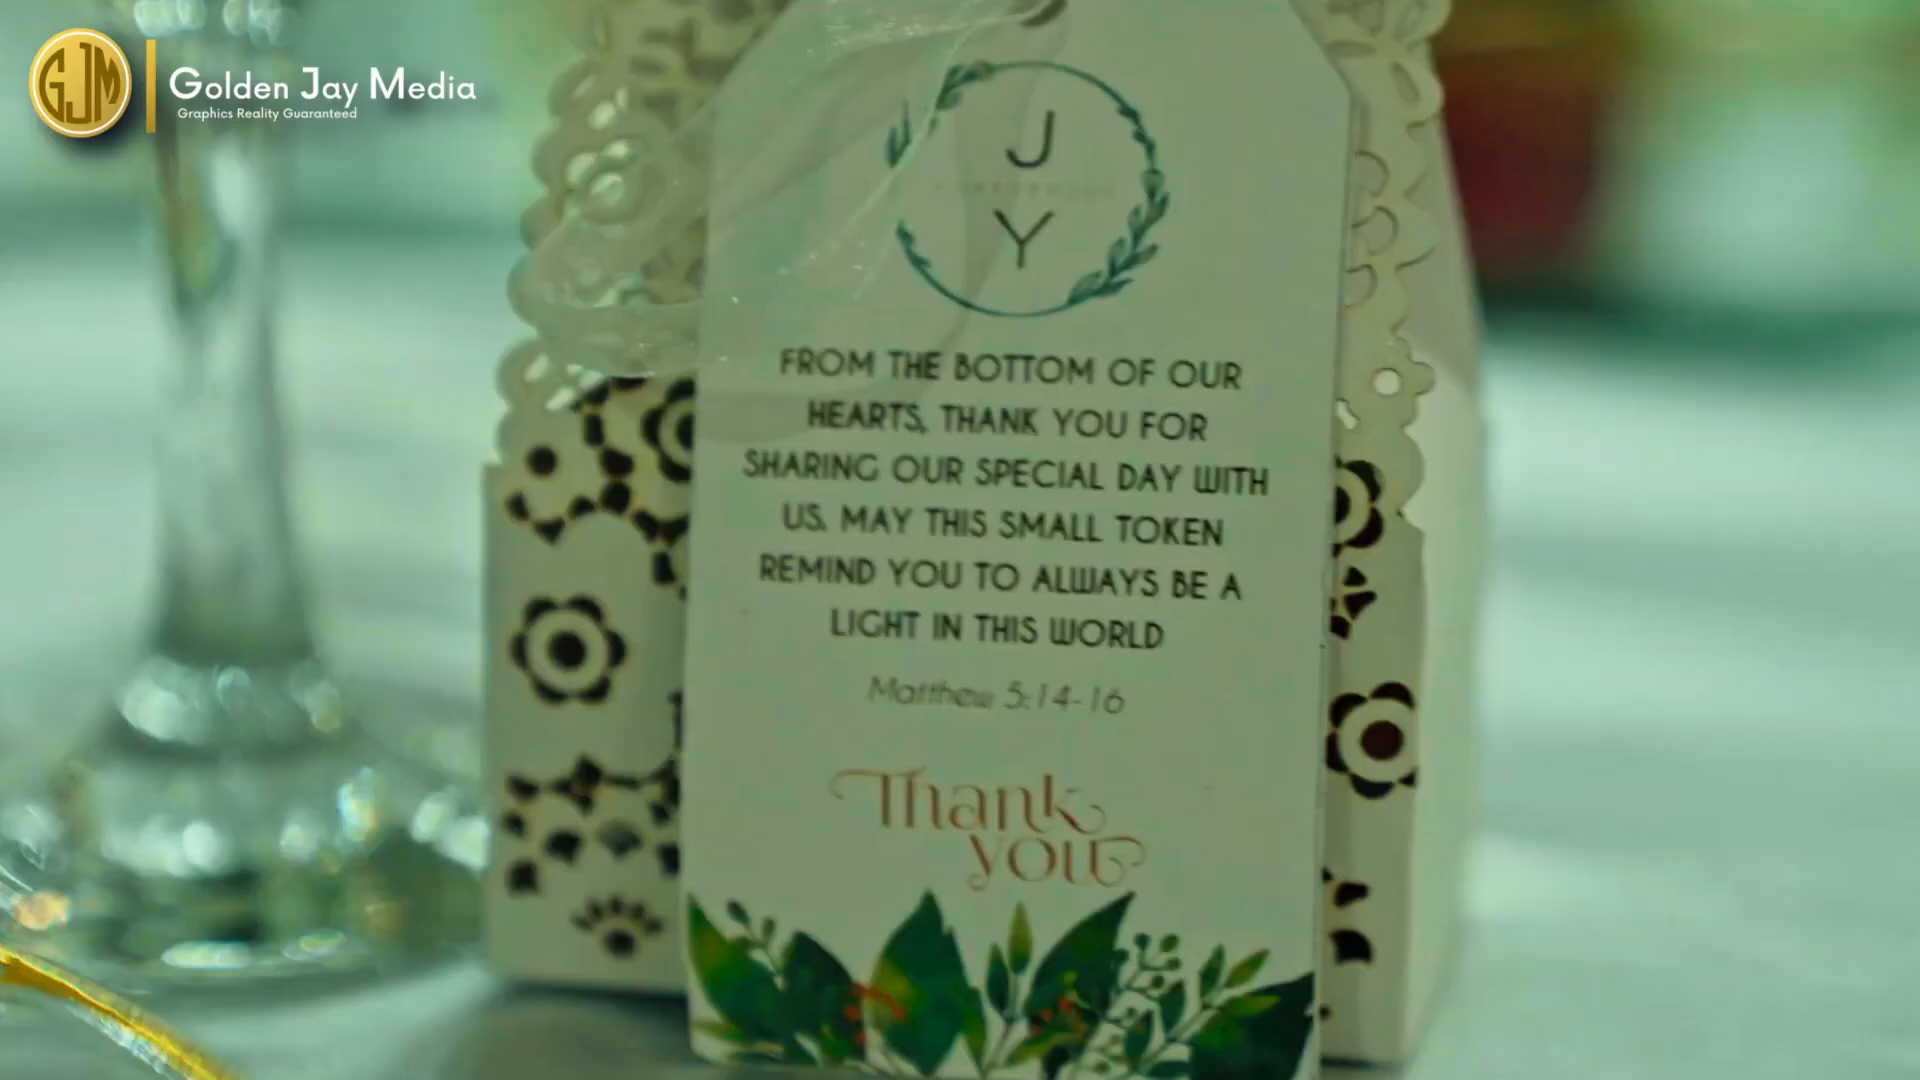 GJM
Golden Jay Media
Graphics Reality Guaranteed
J
Y
FROM THE BOTTOM OF OUR
HEARTS, THANK YOU FOR
SHARING OUR SPECIAL DAY WITH
US. MAY THIS SMALL TOKEN
REMIND YOU TO ALWAYS BE A
LIGHT IN THIS WORLD
Matthew 5:14-16
Thank
you